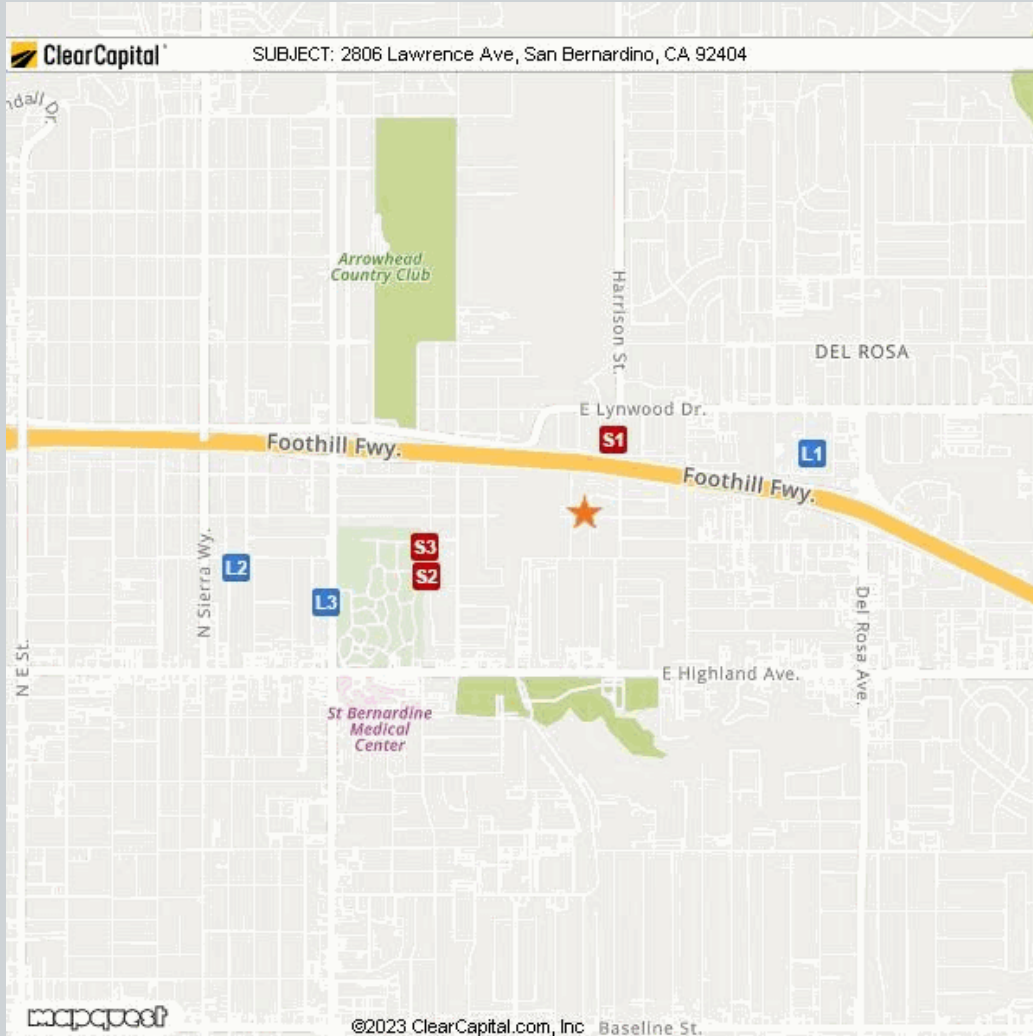 ClearCapital
SUBJECT: 2806 Lawrence Ave, San Bernardino, CA 92404
Dr.
Arrowhead
Country Club
Harrison St.
DEL ROSA
E Lynwood Dr.
S1
L1
Foothill Fwy.
Foothill Fwy.
S3
S2
L2
L3
N Sierra Wy.
Del Rosa Ave.
N E St.
E Highland Ave.
St Bernardine
Medical
Center
mapquest
©2023 ClearCapital.com, Inc
Baseline St.